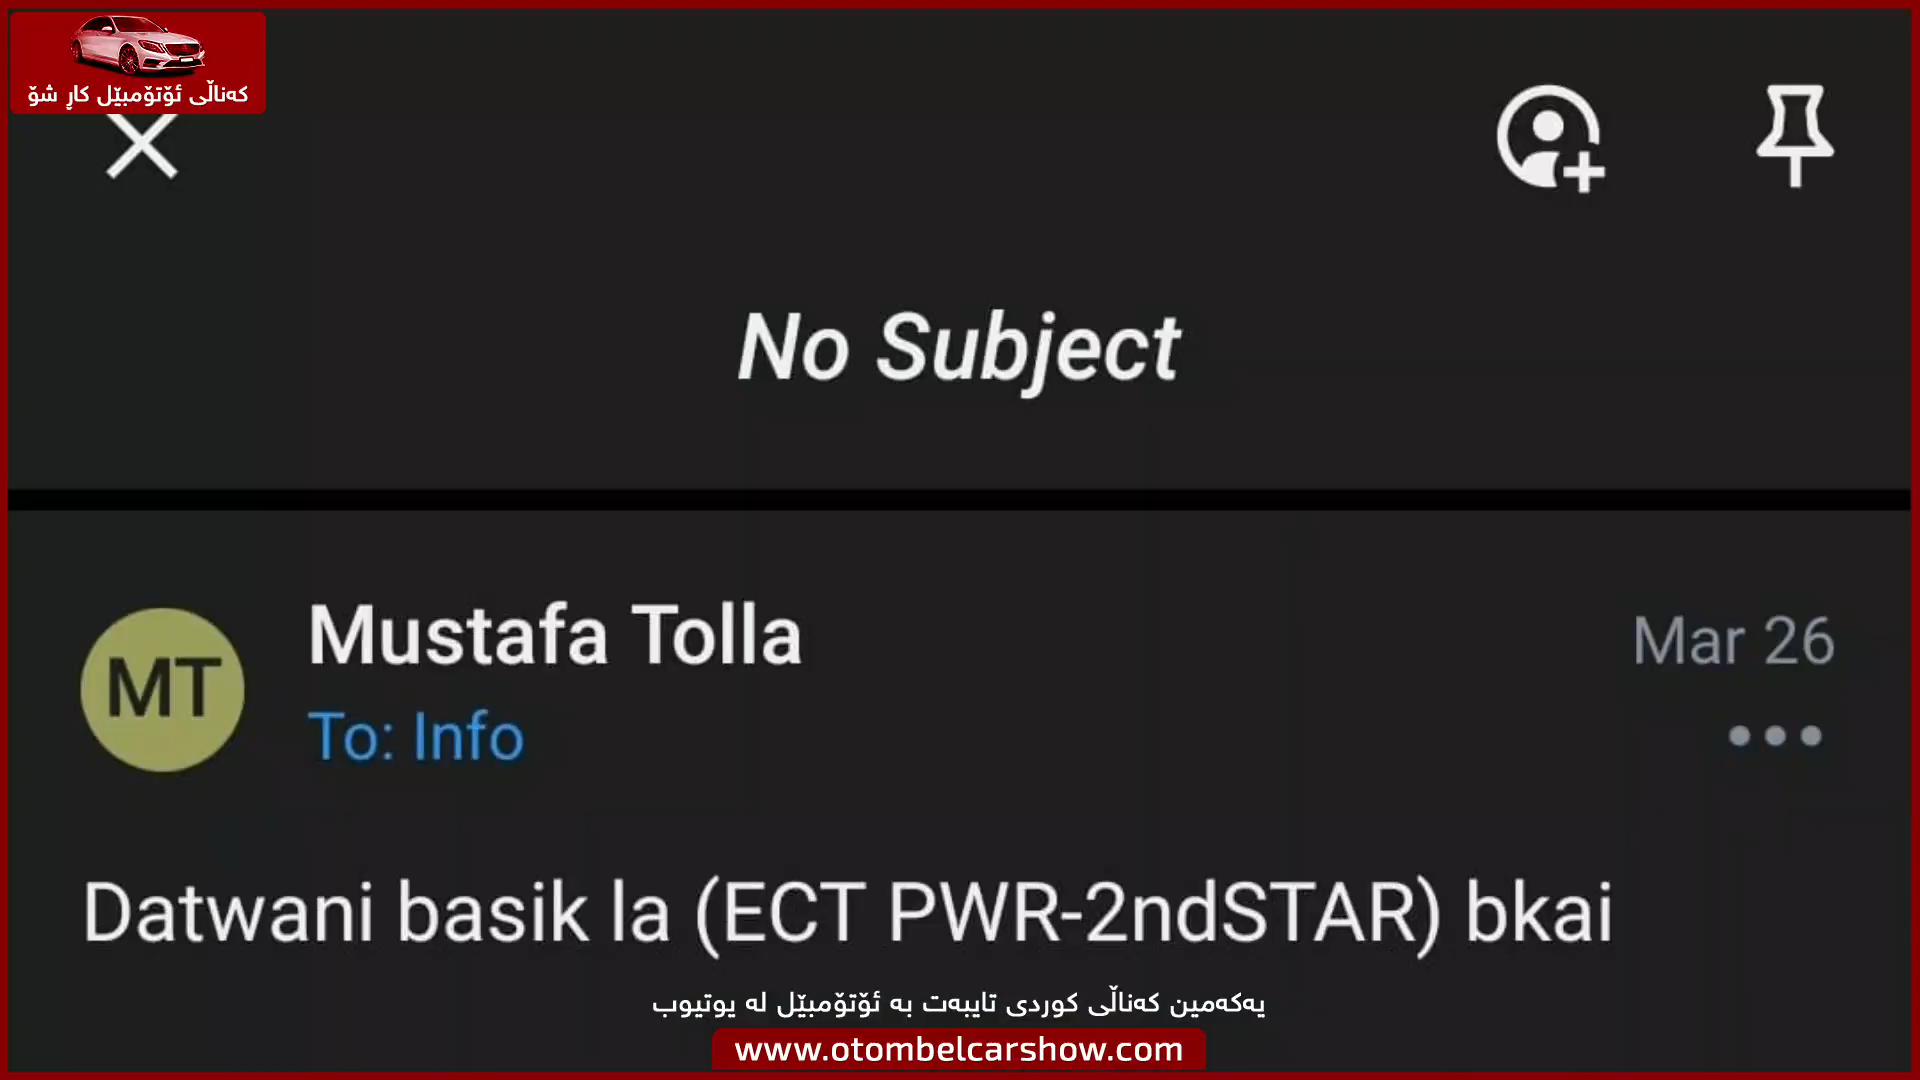 کەناڵی ئۆتۆمبێل کاڕ شۆ
No Subject
MT
Mustafa Tolla
Mar 26
To: Info
Datwani basik la (ECT PWR-2ndSTAR) bkai
یەکەمین کەناڵی کوردی تایبەت بە ئۆتۆمبێل لە یوتیوب
www.otombelcarshow.com